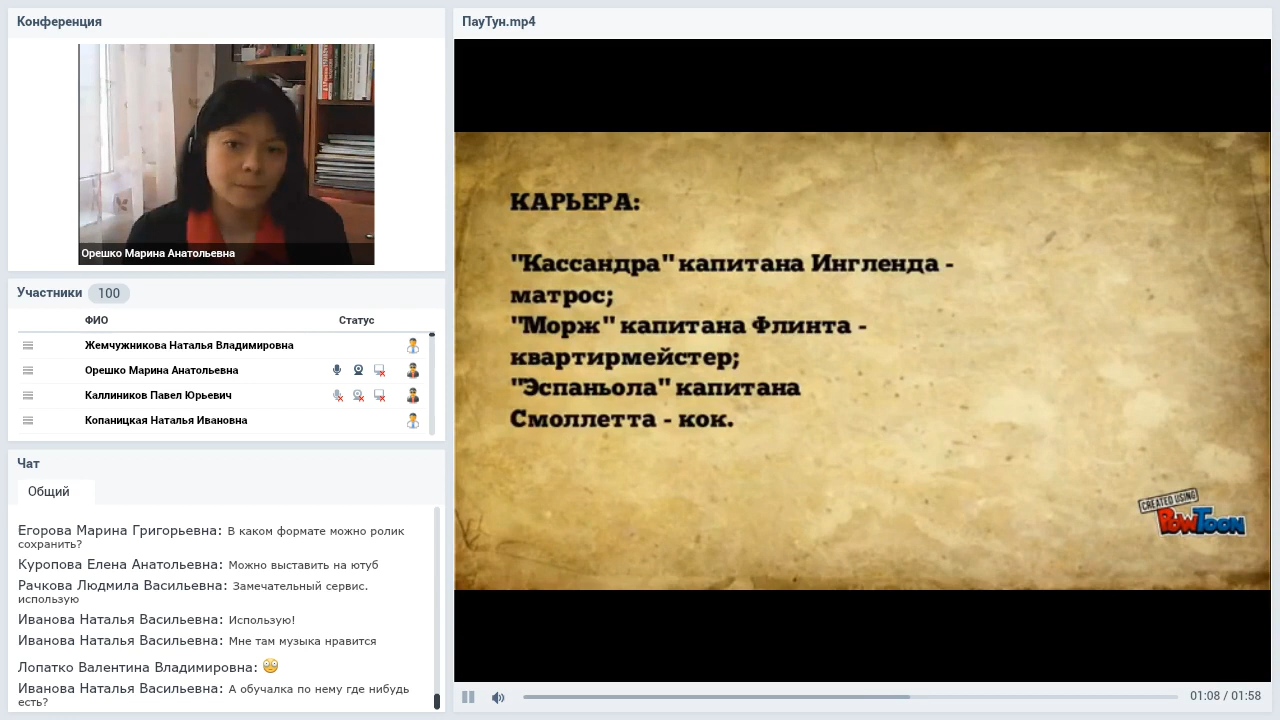 Конференция
Орешко Марина Анатольевна
Участники 100
ФИО Статус
Жемчужникова Наталья Владимировна
Орешко Марина Анатольевна
Каллиников Павел Юрьевич
Копаницкая Наталья Ивановна
Чат
Общий
Егорова Марина Григорьевна: В каком формате можно ролик
сохранить?
Куропова Елена Анатольевна: Можно выставить на ютуб
Рачкова Людмила Васильевна: Замечательный сервис.
использую
Иванова Наталья Васильевна: Использую!
Иванова Наталья Васильевна: Мне там музыка нравится
Лопатко Валентина Владимировна:
Иванова Наталья Васильевна: А обучалка по нему где нибудь
есть?
ПауТун.mp4
КАРЬЕРА:
"Кассандра" капитана Ингленда -
матрос;
"Морж" капитана Флинта -
квартирмейстер;
"Эспаньола" капитана
Смоллетта - кок.
CREATED USING
POWTOON
01:08 / 01:58